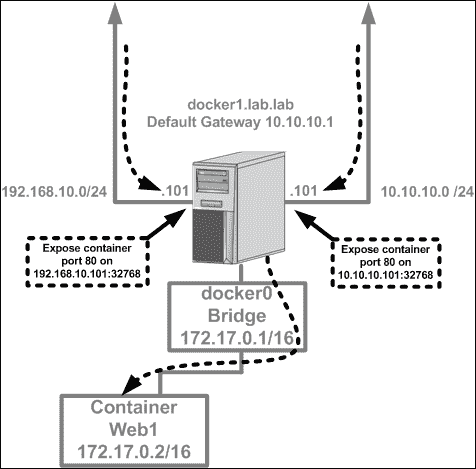 docker1.lab.lab
Default Gateway 10.10.10.1
192.168.10.0/24
.101
.101
10.10.10.0 /24
Expose container
port 80 on
192.168.10.101:32768
Expose container
port 80 on
10.10.10.101:32768
docker0
Bridge
172.17.0.1/16
Container
Web1
172.17.0.2/16